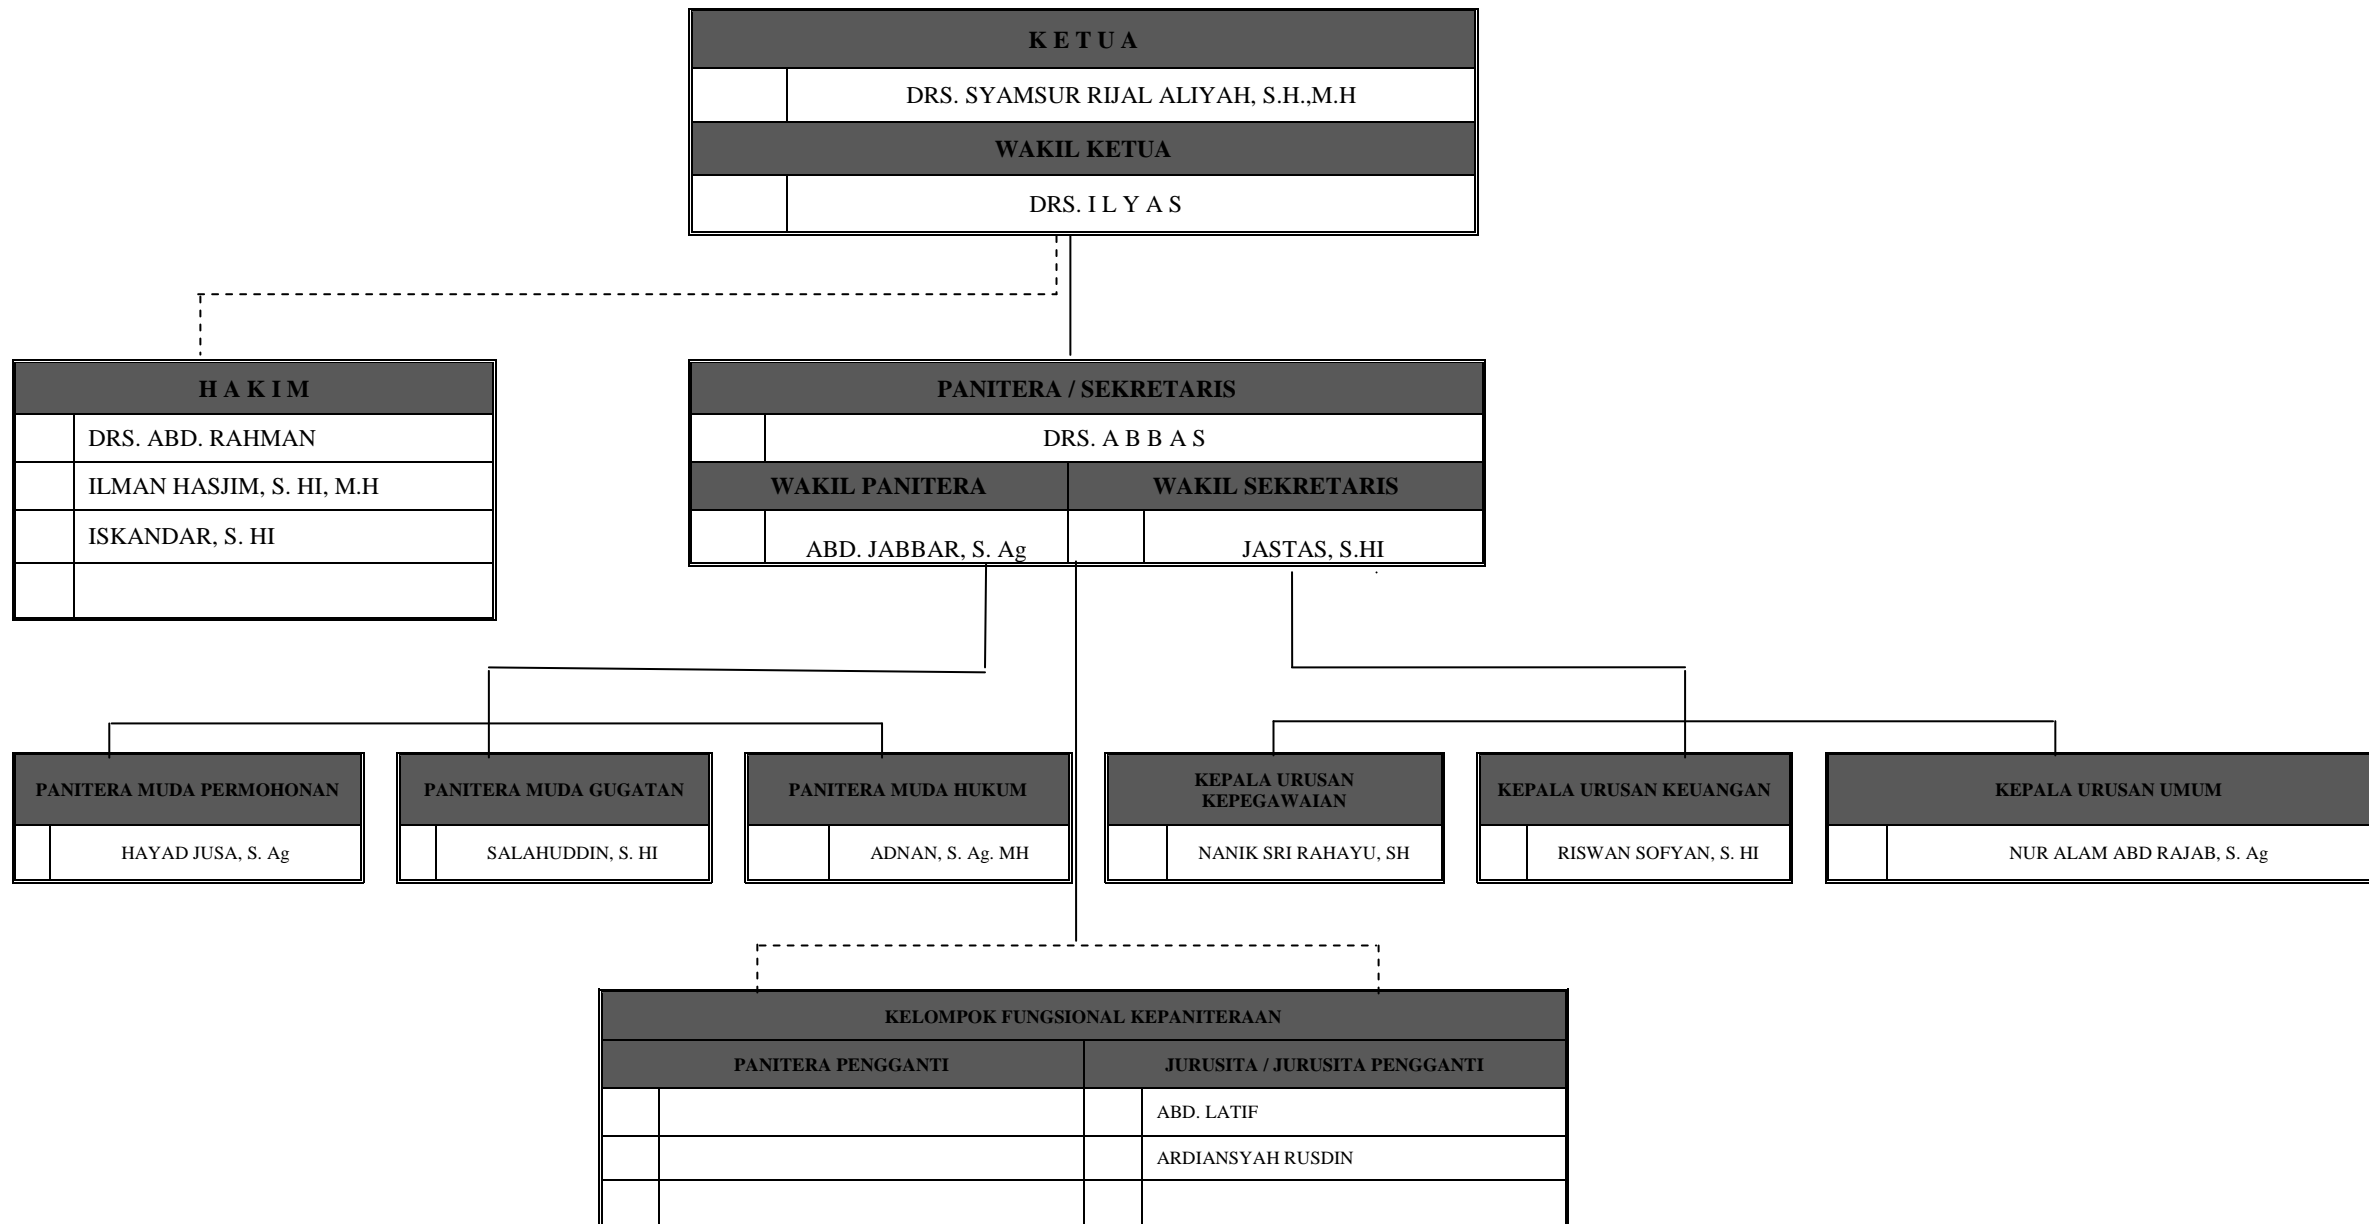 K E T U A
DRS. SYAMSUR RIJAL ALIYAH, S.H.,M.H
WAKIL KETUA
DRS. I L Y A S
H A K I M
DRS. ABD. RAHMAN
ILMAN HASJIM, S. HI, M.H
ISKANDAR, S. HI
PANITERA / SEKRETARIS
DRS. A B B A S
WAKIL PANITERA
WAKIL SEKRETARIS
ABD. JABBAR, S. Ag
JASTAS, S.HI
PANITERA MUDA PERMOHONAN
HAYAD JUSA, S. Ag
PANITERA MUDA GUGATAN
SALAHUDDIN, S. HI
PANITERA MUDA HUKUM
ADNAN, S. Ag. MH
KEPALA URUSAN
KEPEGAWAIAN
NANIK SRI RAHAYU, SH
KEPALA URUSAN KEUANGAN
RISWAN SOFYAN, S. HI
KEPALA URUSAN UMUM
NUR ALAM ABD RAJAB, S. Ag
KELOMPOK FUNGSIONAL KEPANITERAAN
PANITERA PENGGANTI
JURUSITA / JURUSITA PENGGANTI
ABD. LATIF
ARDIANSYAH RUSDIN